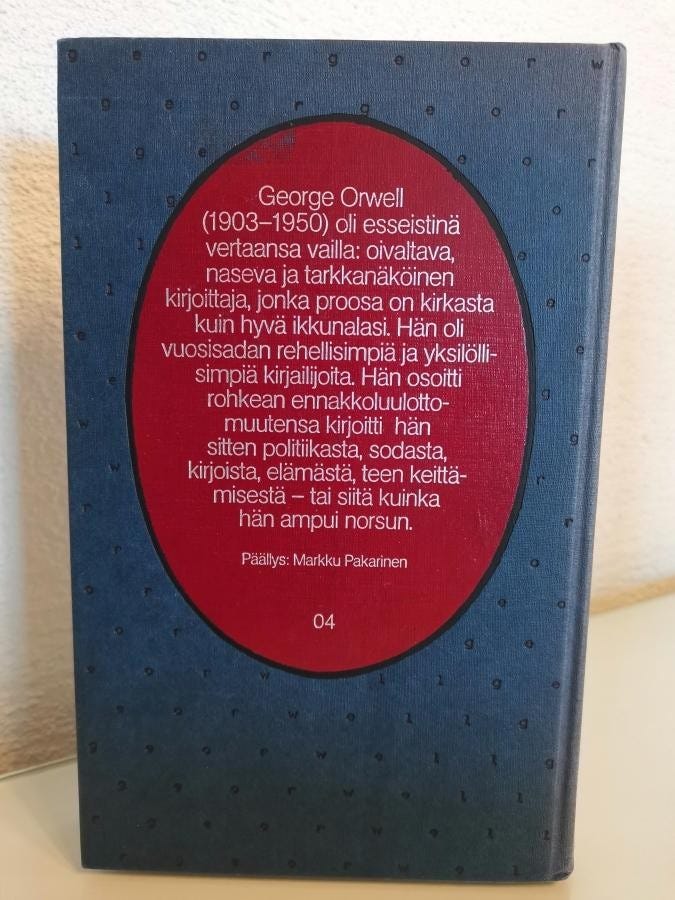 George Orwell
(1903–1950) oli esseistinä
vertaansa vailla: oivaltava,
naseva ja tarkkanäköinen
kirjoittaja, jonka proosa on kirkasta
kuin hyvä ikkunalasi. Hän oli
vuosisadan rehellisimpiä ja yksilölli-
simpiä kirjailijoita. Hän osoitti
rohkean ennakkoluulotto-
muutensa kirjoitti hän
sitten politiikasta, sodasta,
kirjoista, elämästä, teen keittä-
misestä – tai siitä kuinka
hän ampui norsun.
Päällys: Markku Pakarinen
04